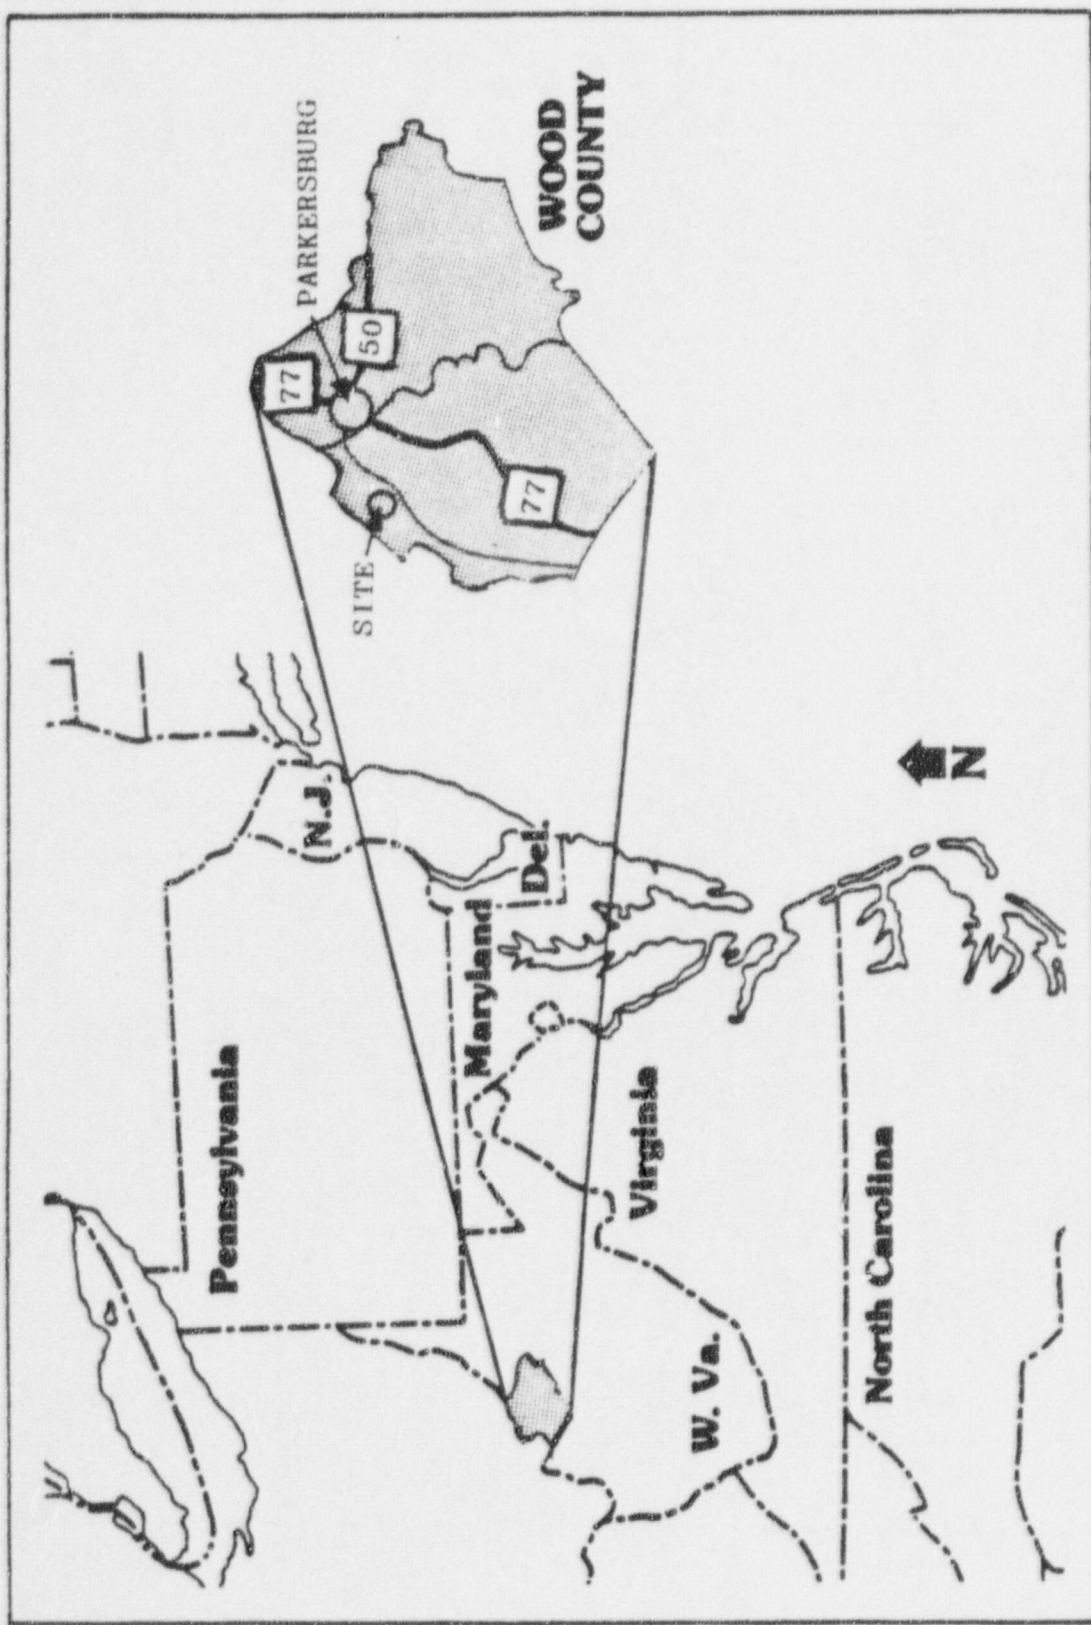 PARKERSBURG
77
50
SITE
77
WOOD
COUNTY
Pennsylvania
N.J.
Maryland
Del.
Virginia
W. Va.
North Carolina
N